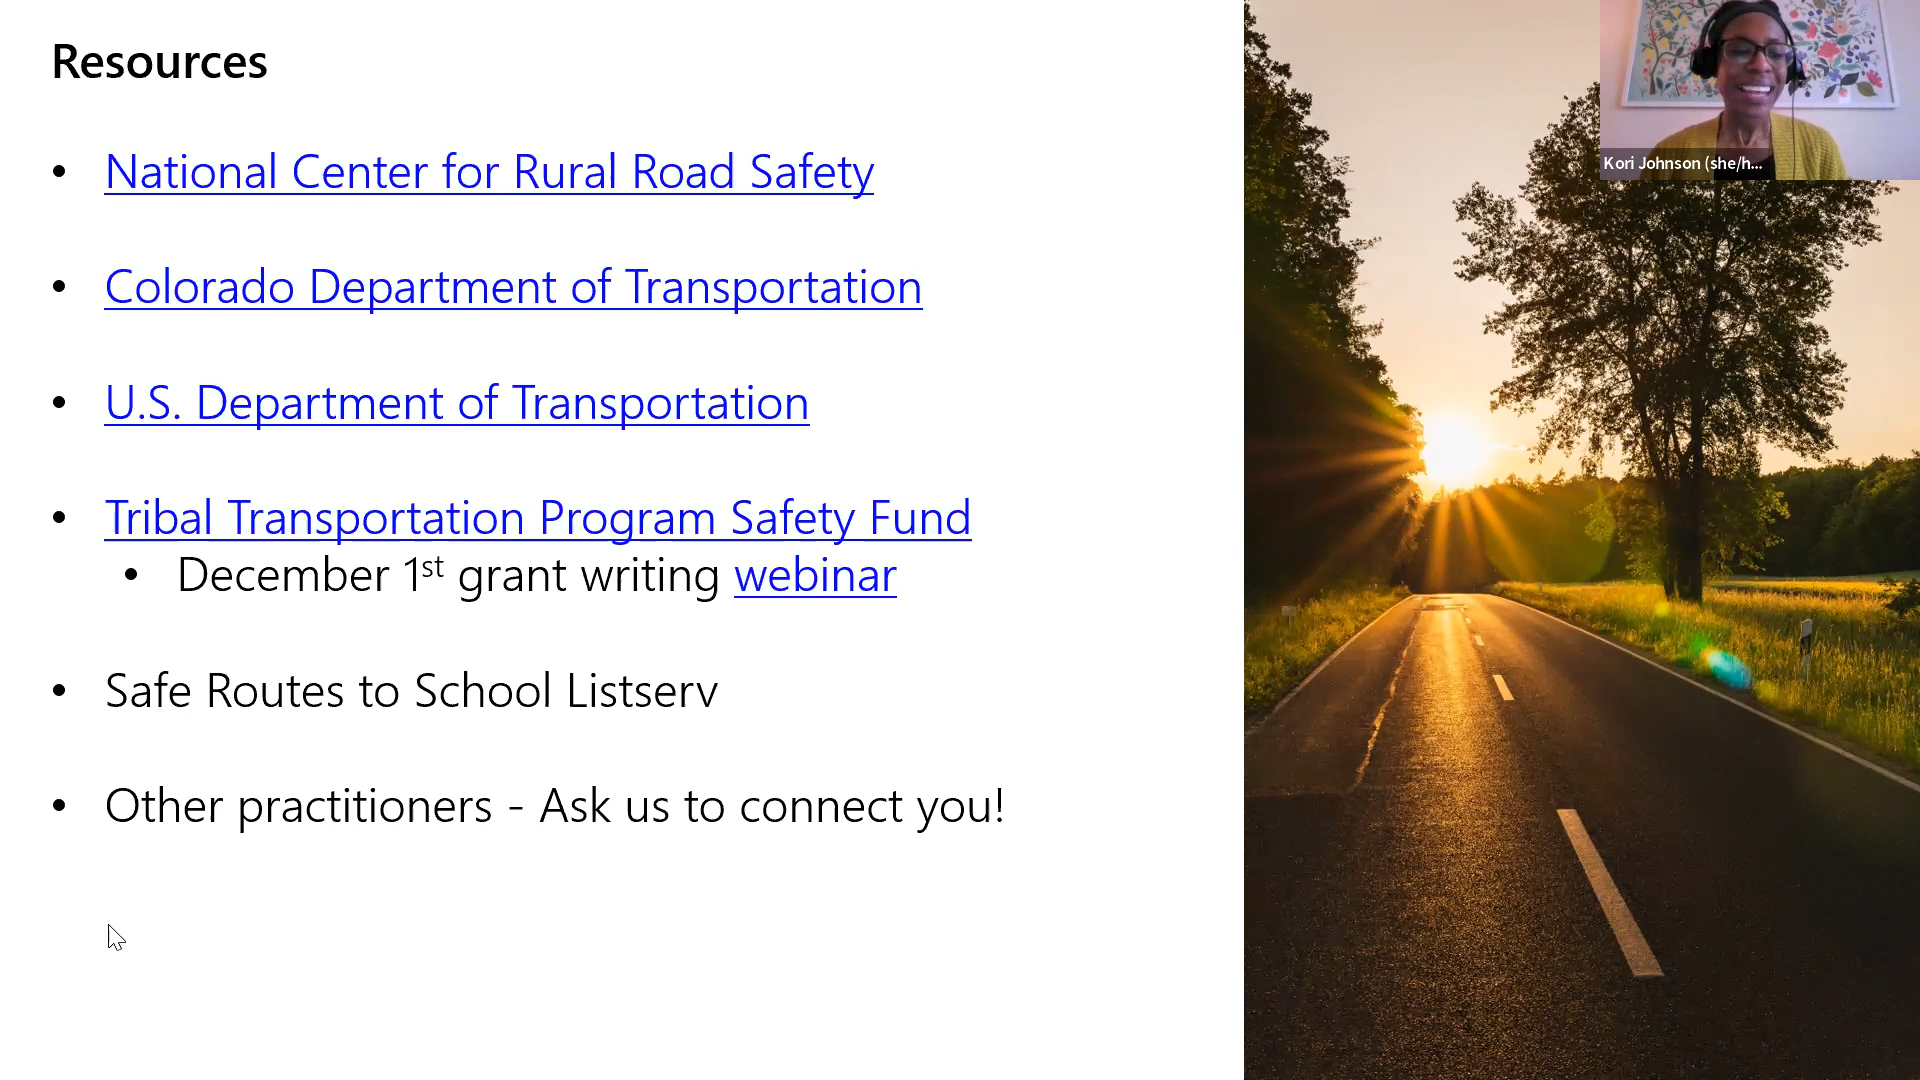 Resources
• National Center for Rural Road Safety
• Colorado Department of Transportation
• U.S. Department of Transportation
• Tribal Transportation Program Safety Fund
• December 1st grant writing webinar
• Safe Routes to School Listserv
• Other practitioners - Ask us to connect you!
Kori Johnson (she/h...